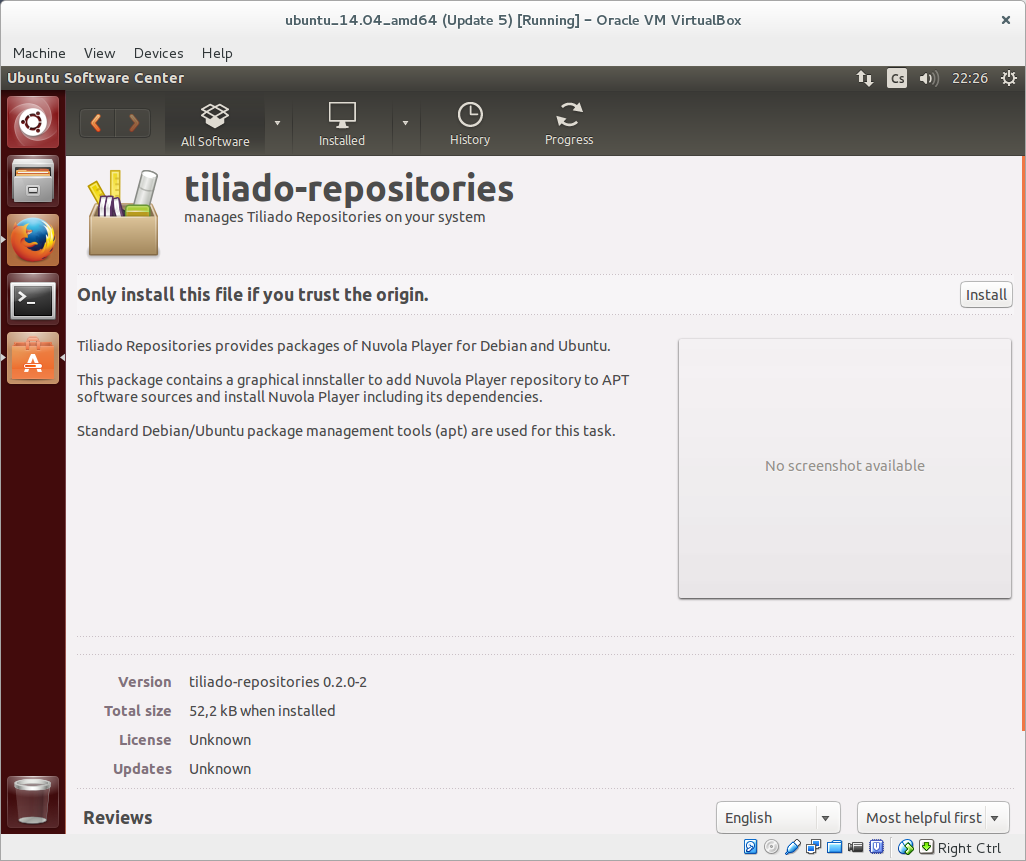 ubuntu_14.04_amd64 (Update 5) [Running] – Oracle VM VirtualBox
Machine View Devices Help
Ubuntu Software Center Cs 22:26
All Software Installed History Progress
tiliado-repositories
manages Tiliado Repositories on your system
Only install this file if you trust the origin. Install
Tiliado Repositories provides packages of Nuvola Player for Debian and Ubuntu.
This package contains a graphical innstaller to add Nuvola Player repository to APT
software sources and install Nuvola Player including its dependencies.
Standard Debian/Ubuntu package management tools (apt) are used for this task.
No screenshot available
Version tiliado-repositories 0.2.0-2
Total size 52,2 kB when installed
License Unknown
Updates Unknown
Reviews English Most helpful first
Right Ctrl